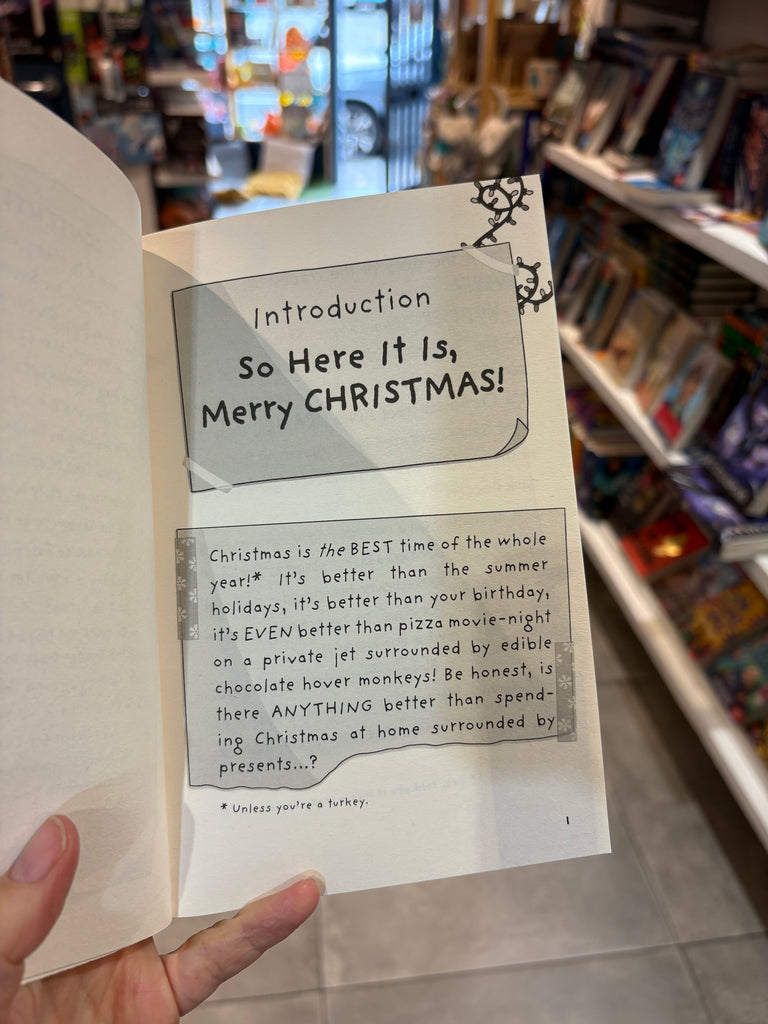 Introduction
So Here It Is,
Merry CHRISTMAS!
Christmas is the BEST time of the whole
year!* It's better than the summer
holidays, it's better than your birthday,
it's EVEN better than pizza movie-night
on a private jet surrounded by edible
chocolate hover monkeys! Be honest, is
there ANYTHING better than spend-
ing Christmas at home surrounded by
presents...?
* Unless you're a turkey.
1